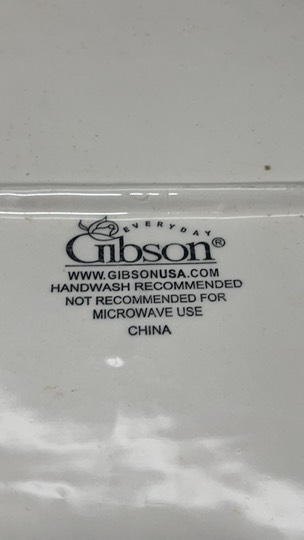 EVERYDAY
Gibson®
WWW.GIBSONUSA.COM
HANDWASH RECOMMENDED
NOT RECOMMENDED FOR
MICROWAVE USE
CHINA